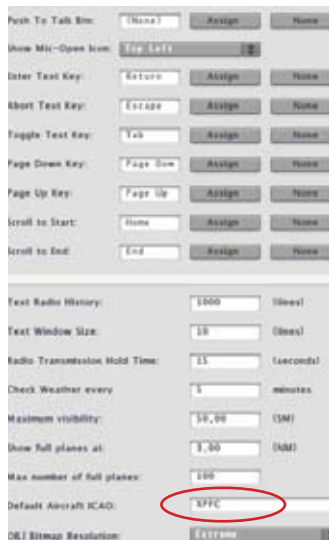 Push To Talk Btn: (None) Assign None
Show Mic-Open Icon: Top Left
Enter Text Key: Return Assign None
Abort Text Key: Escape Assign None
Toggle Text Key: Tab Assign None
Page Down Key: Page Dow Assign None
Page Up Key: Page Up Assign None
Scroll to Start: Home Assign None
Scroll to End: End Assign None
Text Radio History: 1000 (lines)
Text Window Size: 10 (lines)
Radio Transmission Hold Time: 15 (seconds)
Check Weather every 5 minutes
Maximum visibility: 50,00 (SM)
Show full planes at: 3,00 (NM)
Max number of full planes: 100
Default Aircraft ICAO: XPFC
OBJ Bitmap Resolution: Extreme